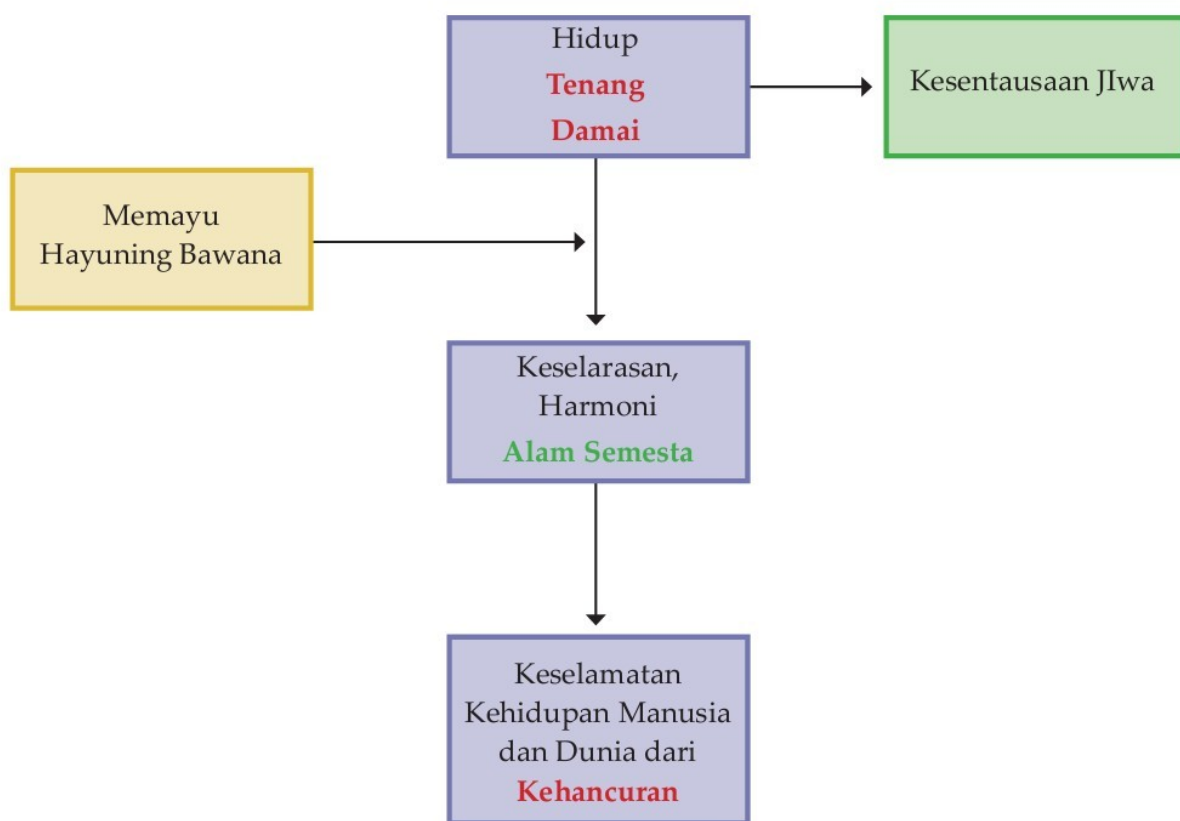 Hidup
Tenang
Damai
Kesentausaan JIwa
Memayu
Hayuning Bawana
Keselarasan,
Harmoni
Alam Semesta
Keselamatan
Kehidupan Manusia
dan Dunia dari
Kehancuran